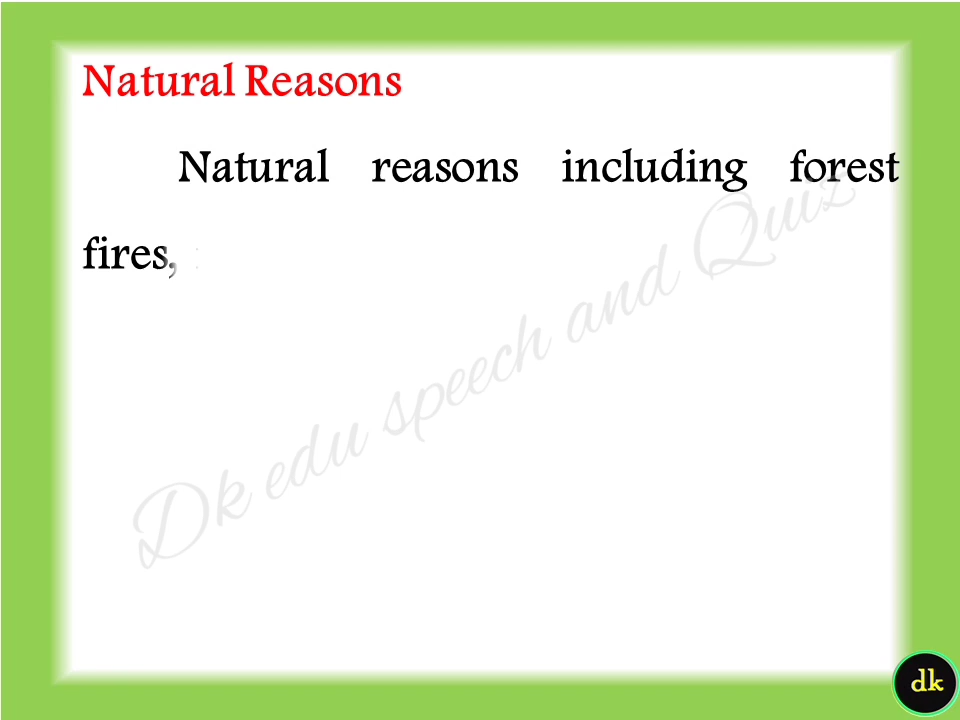 Natural Reasons
Natural reasons including forest
fires,
Dk edu speech and Quiz
dk